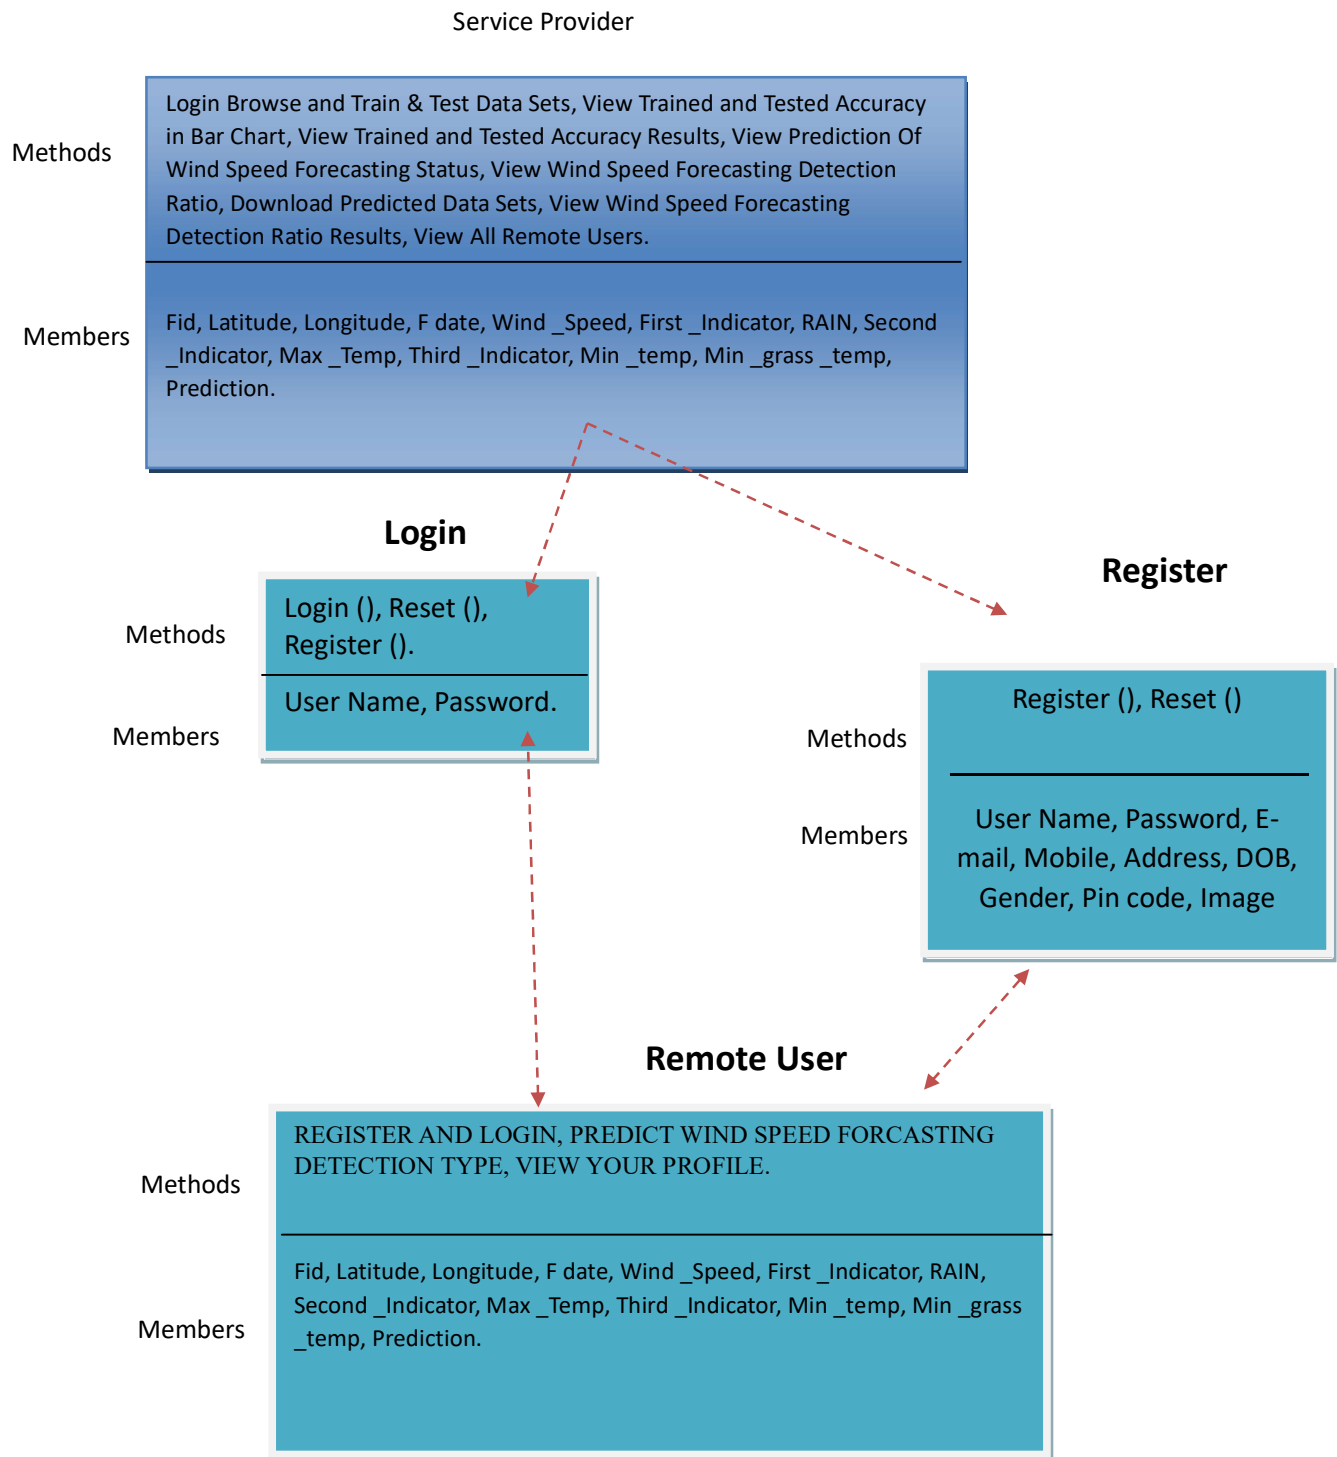 Service Provider
Methods
Login Browse and Train & Test Data Sets, View Trained and Tested Accuracy
in Bar Chart, View Trained and Tested Accuracy Results, View Prediction Of
Wind Speed Forecasting Status, View Wind Speed Forecasting Detection
Ratio, Download Predicted Data Sets, View Wind Speed Forecasting
Detection Ratio Results, View All Remote Users.
Members
Fid, Latitude, Longitude, F date, Wind _Speed, First _Indicator, RAIN, Second
_Indicator, Max _Temp, Third _Indicator, Min _temp, Min _grass _temp,
Prediction.
Login
Methods
Login (), Reset (),
Register ().
Members
User Name, Password.
Register
Methods
Register (), Reset ()
Members
User Name, Password, E-
mail, Mobile, Address, DOB,
Gender, Pin code, Image
Remote User
Methods
REGISTER AND LOGIN, PREDICT WIND SPEED FORCASTING
DETECTION TYPE, VIEW YOUR PROFILE.
Members
Fid, Latitude, Longitude, F date, Wind _Speed, First _Indicator, RAIN,
Second _Indicator, Max _Temp, Third _Indicator, Min _temp, Min _grass
_temp, Prediction.